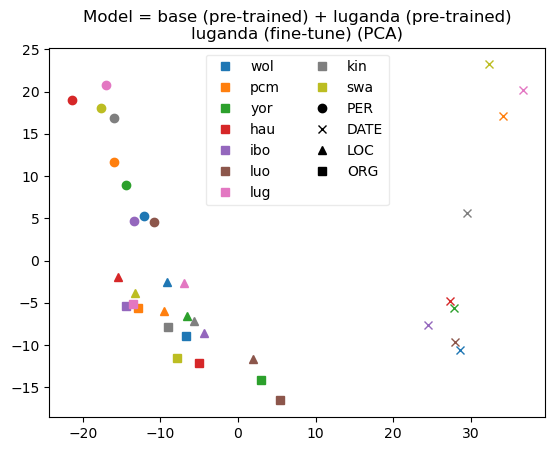 Model = base (pre-trained) + luganda (pre-trained)
luganda (fine-tune) (PCA)
25
20
15
10
5
0
−5
−10
−15
wol
pcm
yor
hau
ibo
luo
lug
kin
swa
PER
DATE
LOC
ORG
−20
−10
0
10
20
30